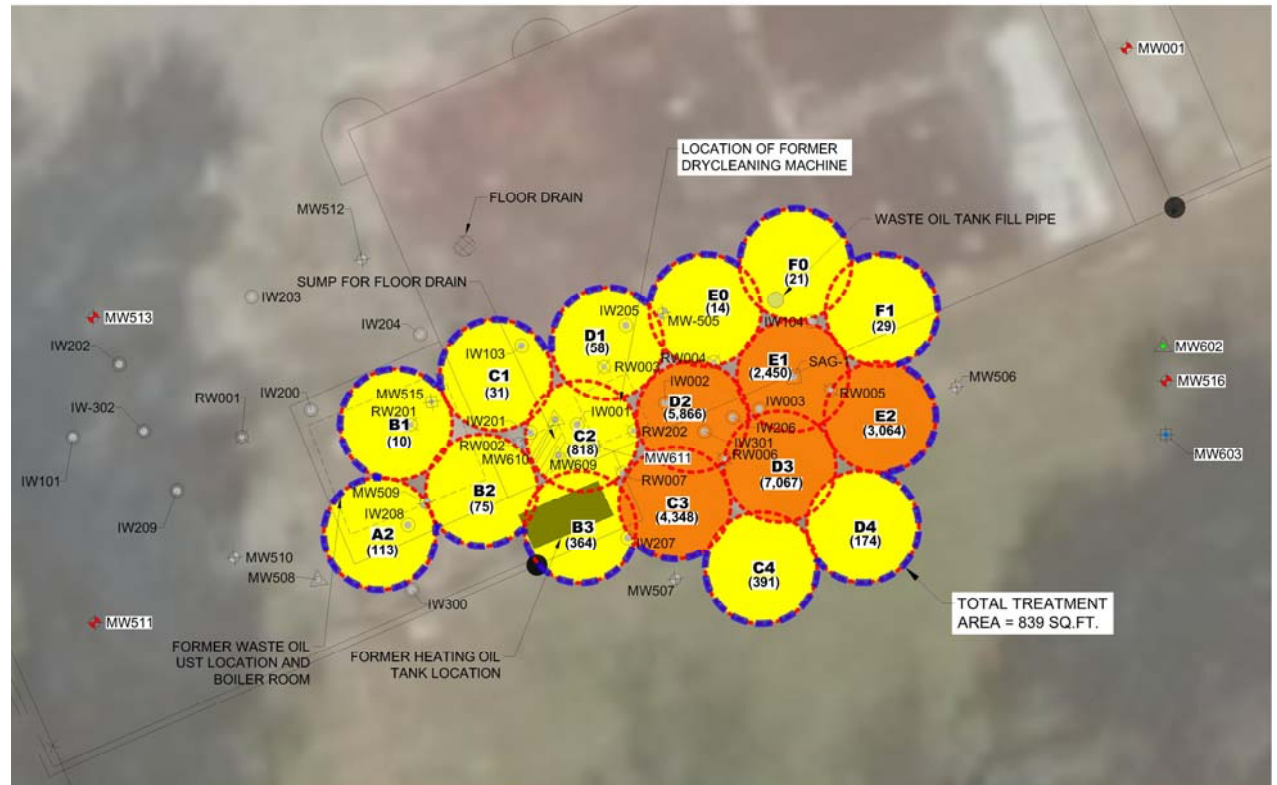 MW001
LOCATION OF FORMER
DRYCLEANING MACHINE
FLOOR DRAIN
MW512
WASTE OIL TANK FILL PIPE
SUMP FOR FLOOR DRAIN
F0
(21)
IW203
E0
(14)
MW513
IW205
MW-505
IW104
F1
(29)
IW204
D1
(58)
IW202
IW103
MW602
C1
(31)
RW003
RW004
E1
(2,450)
SAG-
MW516
IW200
MW515
IW002
RW005
MW506
IW-302
RW001
RW201
B1
(10)
D2
(5,866)
IW003
E2
(3,064)
IW201
IW001
IW206
C2
(818)
RW202
IW301
MW603
RW002
MW610
MW609
MW611
RW006
D3
(7,067)
IW101
B2
(75)
RW007
IW209
MW509
C3
(4,348)
IW208
A2
(113)
B3
(364)
D4
(174)
IW207
MW510
C4
(391)
MW508
MW507
IW300
MW511
TOTAL TREATMENT
AREA = 839 SQ.FT.
FORMER WASTE OIL
UST LOCATION AND
BOILER ROOM
FORMER HEATING OIL
TANK LOCATION